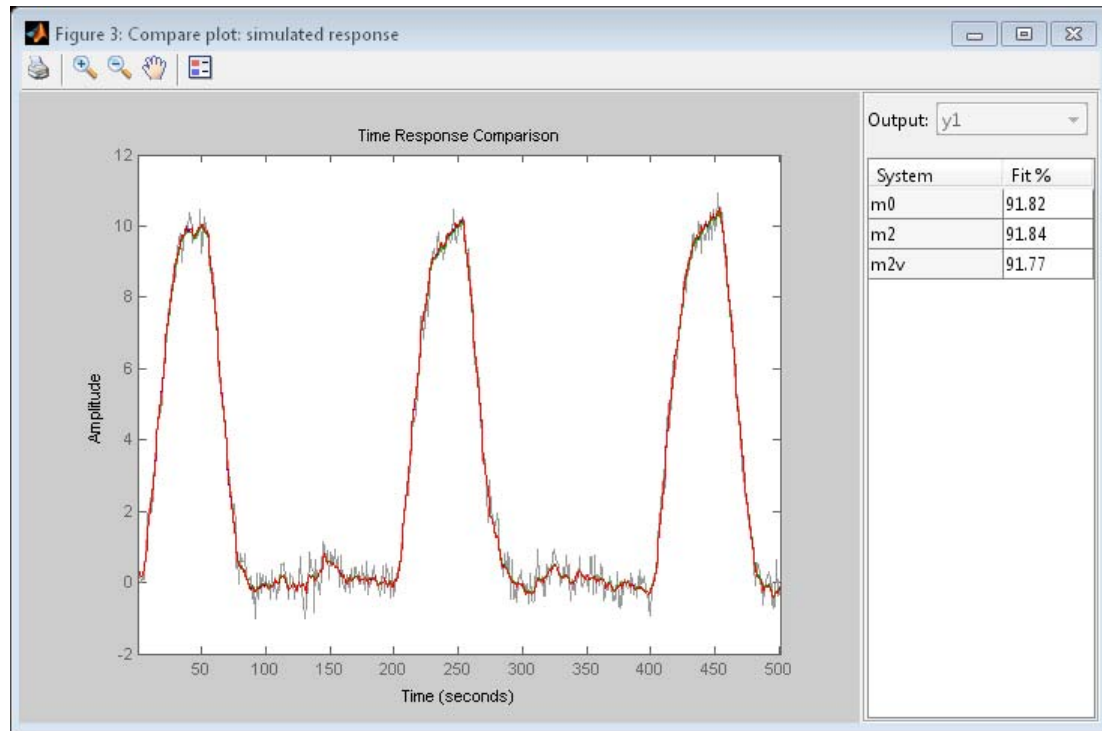 Figure 3: Compare plot: simulated response
Output: y1
Time Response Comparison
System Fit %
m0 91.82
m2 91.84
m2v 91.77
Amplitude
12
10
8
6
4
2
0
-2
50 100 150 200 250 300 350 400 450 500
Time (seconds)